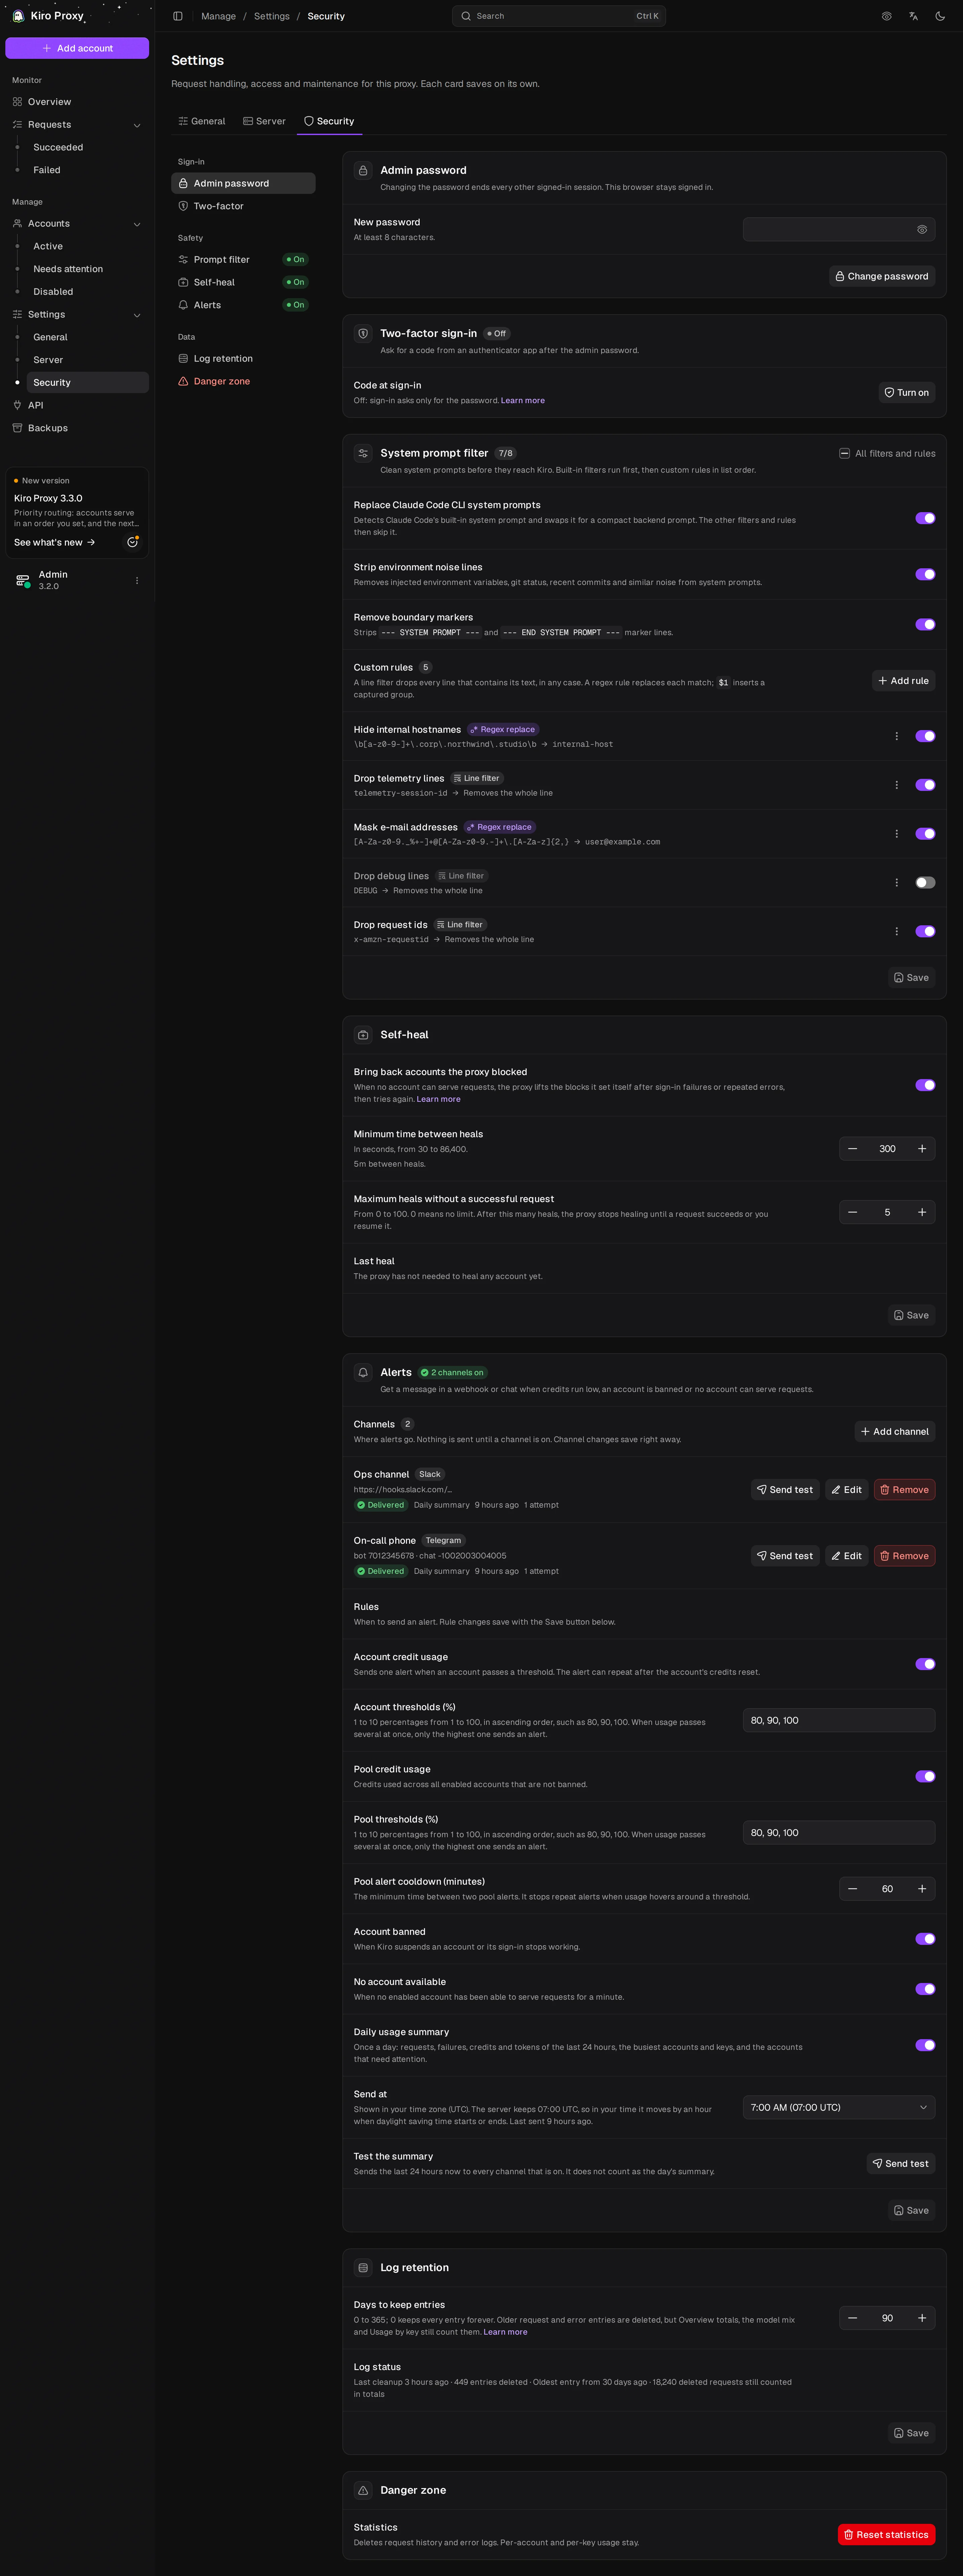 Kiro Proxy
Manage / Settings / Security
Search
Ctrl K
Add account
Monitor
Overview
Requests
Succeeded
Failed
Manage
Accounts
Active
Needs attention
Disabled
Settings
General
Server
Security
API
Backups
New version
Kiro Proxy 3.3.0
Priority routing: accounts serve
in an order you set, and the next…
See what's new →
Admin
3.2.0
Settings
Request handling, access and maintenance for this proxy. Each card saves on its own.
General
Server
Security
Sign-in
Admin password
Two-factor
Safety
Prompt filter On
Self-heal On
Alerts On
Data
Log retention
Danger zone
Admin password
Changing the password ends every other signed-in session. This browser stays signed in.
New password
At least 8 characters.
Change password
Two-factor sign-in Off
Ask for a code from an authenticator app after the admin password.
Code at sign-in
Off: sign-in asks only for the password. Learn more
Turn on
System prompt filter 7/8
All filters and rules
Clean system prompts before they reach Kiro. Built-in filters run first, then custom rules in list order.
Replace Claude Code CLI system prompts
Detects Claude Code's built-in system prompt and swaps it for a compact backend prompt. The other filters and rules
then skip it.
Strip environment noise lines
Removes injected environment variables, git status, recent commits and similar noise from system prompts.
Remove boundary markers
Strips --- SYSTEM PROMPT --- and --- END SYSTEM PROMPT --- marker lines.
Custom rules 5
A line filter drops every line that contains its text, in any case. A regex rule replaces each match; $1 inserts a
captured group.
Add rule
Hide internal hostnames Regex replace
\b[a-z0-9-]+\.corp\.northwind\.studio\b → internal-host
Drop telemetry lines Line filter
telemetry-session-id → Removes the whole line
Mask e-mail addresses Regex replace
[A-Za-z0-9._%+-]+@[A-Za-z0-9.-]+\.[A-Za-z]{2,} → user@example.com
Drop debug lines Line filter
DEBUG → Removes the whole line
Drop request ids Line filter
x-amzn-requestid → Removes the whole line
Save
Self-heal
Bring back accounts the proxy blocked
When no account can serve requests, the proxy lifts the blocks it set itself after sign-in failures or repeated errors,
then tries again. Learn more
Minimum time between heals
In seconds, from 30 to 86,400.
5m between heals.
300
Maximum heals without a successful request
From 0 to 100. 0 means no limit. After this many heals, the proxy stops healing until a request succeeds or you
resume it.
5
Last heal
The proxy has not needed to heal any account yet.
Save
Alerts 2 channels on
Get a message in a webhook or chat when credits run low, an account is banned or no account can serve requests.
Channels 2
Where alerts go. Nothing is sent until a channel is on. Channel changes save right away.
Add channel
Ops channel Slack
https://hooks.slack.com/…
Delivered Daily summary 9 hours ago 1 attempt
Send test
Edit
Remove
On-call phone Telegram
bot 7012345678 · chat -1002003004005
Delivered Daily summary 9 hours ago 1 attempt
Send test
Edit
Remove
Rules
When to send an alert. Rule changes save with the Save button below.
Account credit usage
Sends one alert when an account passes a threshold. The alert can repeat after the account's credits reset.
Account thresholds (%)
1 to 10 percentages from 1 to 100, in ascending order, such as 80, 90, 100. When usage passes
several at once, only the highest one sends an alert.
80, 90, 100
Pool credit usage
Credits used across all enabled accounts that are not banned.
Pool thresholds (%)
1 to 10 percentages from 1 to 100, in ascending order, such as 80, 90, 100. When usage passes
several at once, only the highest one sends an alert.
80, 90, 100
Pool alert cooldown (minutes)
The minimum time between two pool alerts. It stops repeat alerts when usage hovers around a threshold.
60
Account banned
When Kiro suspends an account or its sign-in stops working.
No account available
When no enabled account has been able to serve requests for a minute.
Daily usage summary
Once a day: requests, failures, credits and tokens of the last 24 hours, the busiest accounts and keys, and the accounts
that need attention.
Send at
Shown in your time zone (UTC). The server keeps 07:00 UTC, so in your time it moves by an hour
when daylight saving time starts or ends. Last sent 9 hours ago.
7:00 AM (07:00 UTC)
Test the summary
Sends the last 24 hours now to every channel that is on. It does not count as the day's summary.
Send test
Save
Log retention
Days to keep entries
0 to 365; 0 keeps every entry forever. Older request and error entries are deleted, but Overview totals, the model mix
and Usage by key still count them. Learn more
90
Log status
Last cleanup 3 hours ago · 449 entries deleted · Oldest entry from 30 days ago · 18,240 deleted requests still counted
in totals
Save
Danger zone
Statistics
Deletes request history and error logs. Per-account and per-key usage stay.
Reset statistics